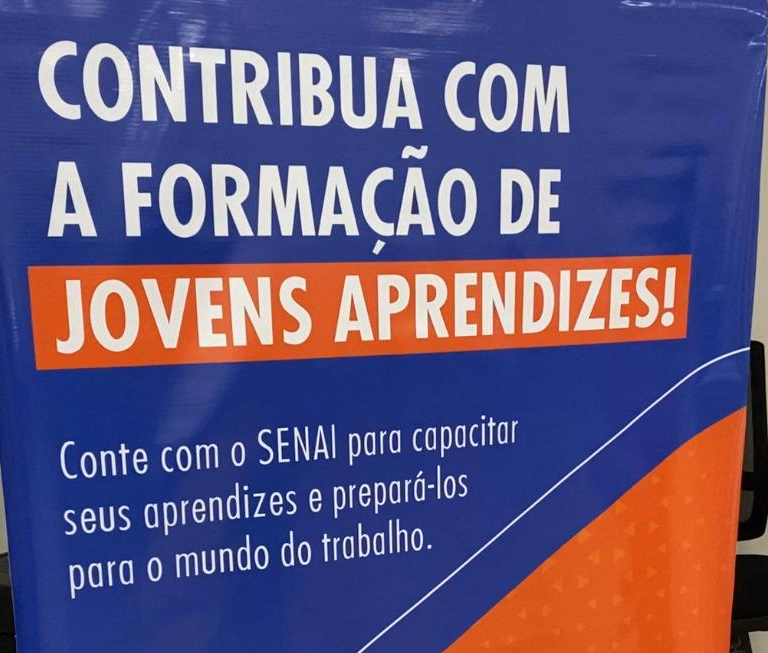 CONTRIBUA COM
A FORMAÇÃO DE
JOVENS APRENDIZES!
Conte com o SENAI para capacitar
seus aprendizes e prepará-los
para o mundo do trabalho.